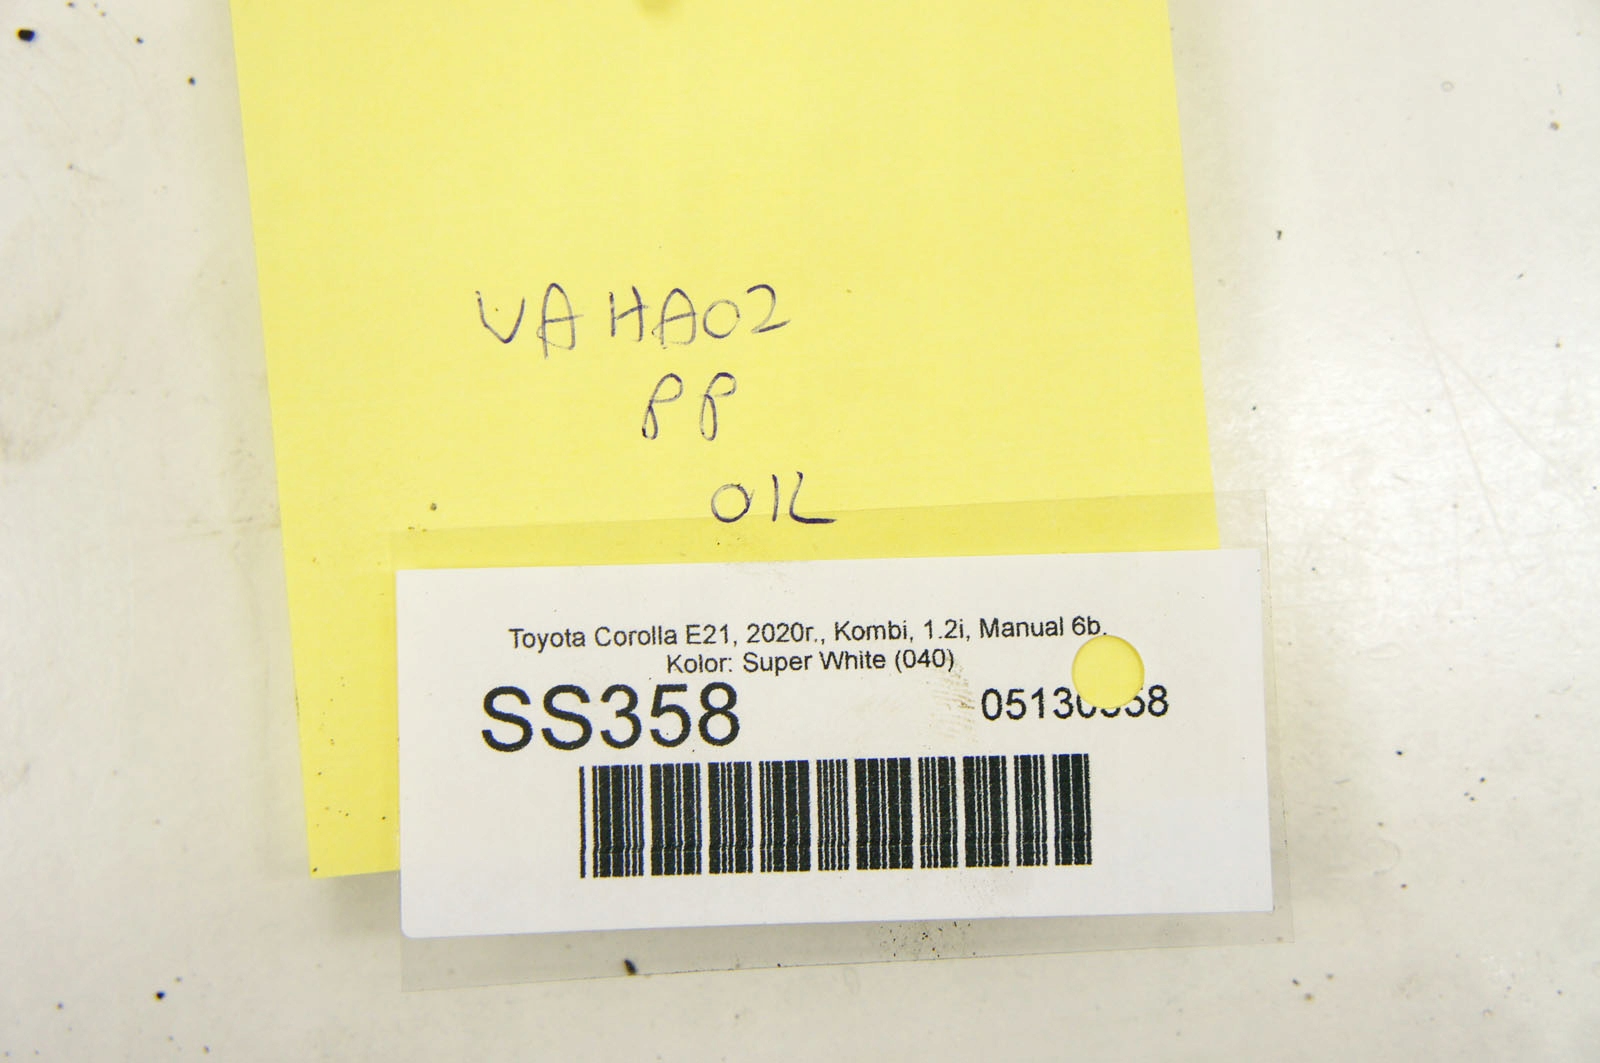 VAHA02
PP
OIL
Toyota Corolla E21, 2020r., Kombi, 1.2i, Manual 6b.
Kolor: Super White (040)
SS358